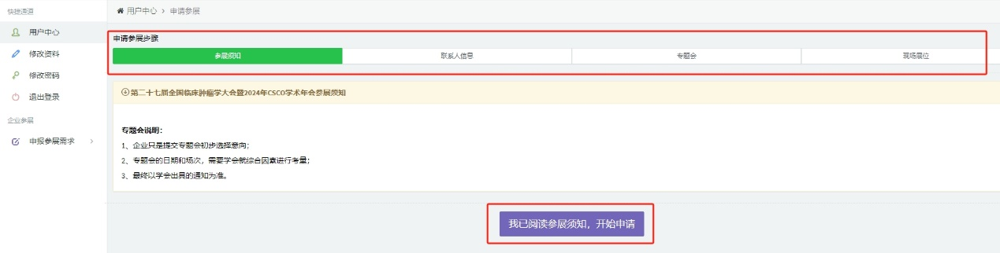 快捷通道
用户中心
修改资料
修改密码
退出登录
企业参展
申报参展需求
用户中心 > 申请参展
申请参展步骤
参展须知
联系人信息
专题会
现场展位
第二十七届全国临床肿瘤学大会暨2024年CSCO学术年会参展须知
专题会说明:
1、企业只是提交专题会初步选择意向;
2、专题会的日期和场次，需要学会就综合因素进行考量;
3、最终以学会出具的通知为准。
我已阅读参展须知，开始申请